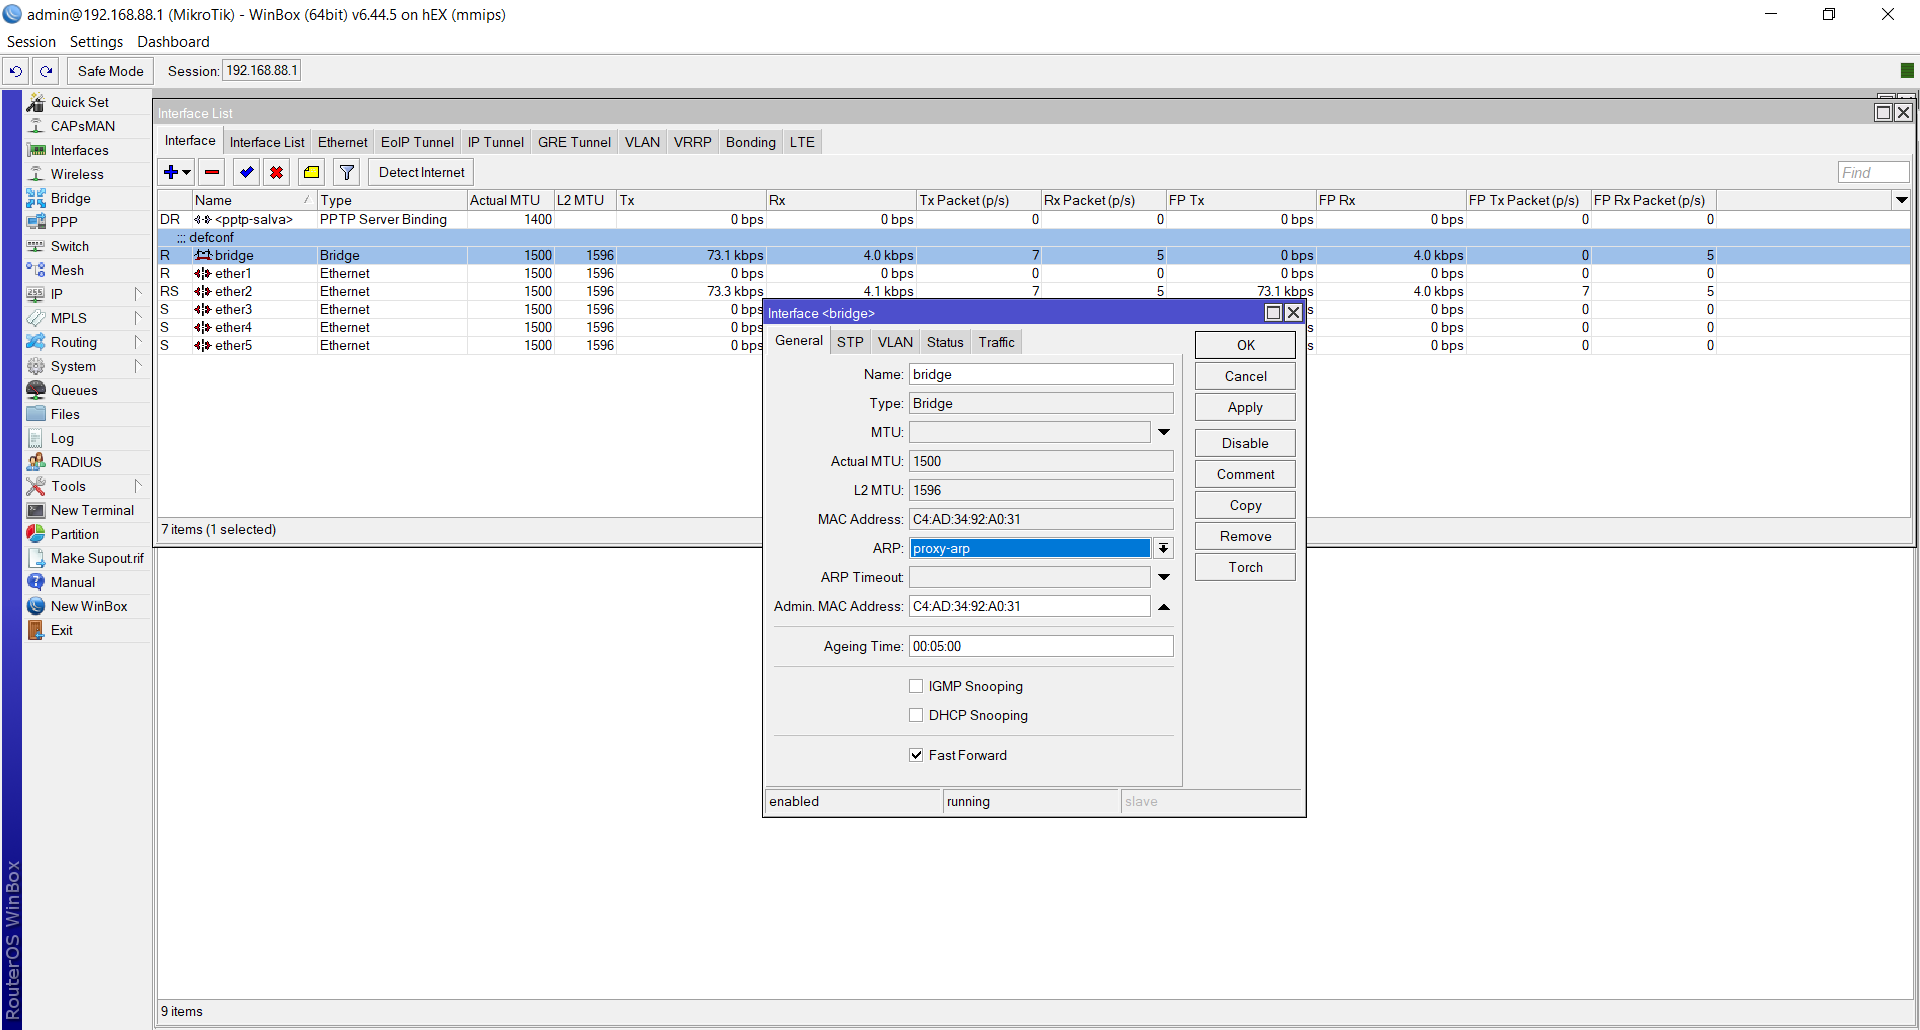 admin@192.168.88.1 (MikroTik) - WinBox (64bit) v6.44.5 on hEX (mmips)
Session Settings Dashboard
Safe Mode Session: 192.168.88.1
Quick Set
CAPsMAN
Interfaces
Wireless
Bridge
PPP
Switch
Mesh
IP
MPLS
Routing
System
Queues
Files
Log
RADIUS
Tools
New Terminal
Partition
Make Supout.rif
Manual
New WinBox
Exit
RouterOS WinBox
Interface List
Interface Interface List Ethernet EoIP Tunnel IP Tunnel GRE Tunnel VLAN VRRP Bonding LTE
Detect Internet Find
Name Type Actual MTU L2 MTU Tx Rx Tx Packet (p/s) Rx Packet (p/s) FP Tx FP Rx FP Tx Packet (p/s) FP Rx Packet (p/s)
DR <pptp-salva> PPTP Server Binding 1400 0 bps 0 bps 0 0 0 bps 0 bps 0 0
;;; defconf
R bridge Bridge 1500 1596 73.1 kbps 4.0 kbps 7 5 0 bps 4.0 kbps 0 5
R ether1 Ethernet 1500 1596 0 bps 0 bps 0 0 0 bps 0 bps 0 0
RS ether2 Ethernet 1500 1596 73.3 kbps 4.1 kbps 7 5 73.1 kbps 4.0 kbps 7 5
S ether3 Ethernet 1500 1596 0 bps s 0 bps 0 0
S ether4 Ethernet 1500 1596 0 bps s 0 bps 0 0
S ether5 Ethernet 1500 1596 0 bps s 0 bps 0 0
7 items (1 selected)
Interface <bridge>
General STP VLAN Status Traffic
Name: bridge
Type: Bridge
MTU:
Actual MTU: 1500
L2 MTU: 1596
MAC Address: C4:AD:34:92:A0:31
ARP: proxy-arp
ARP Timeout:
Admin. MAC Address: C4:AD:34:92:A0:31
Ageing Time: 00:05:00
IGMP Snooping
DHCP Snooping
Fast Forward
OK
Cancel
Apply
Disable
Comment
Copy
Remove
Torch
enabled running slave
9 items